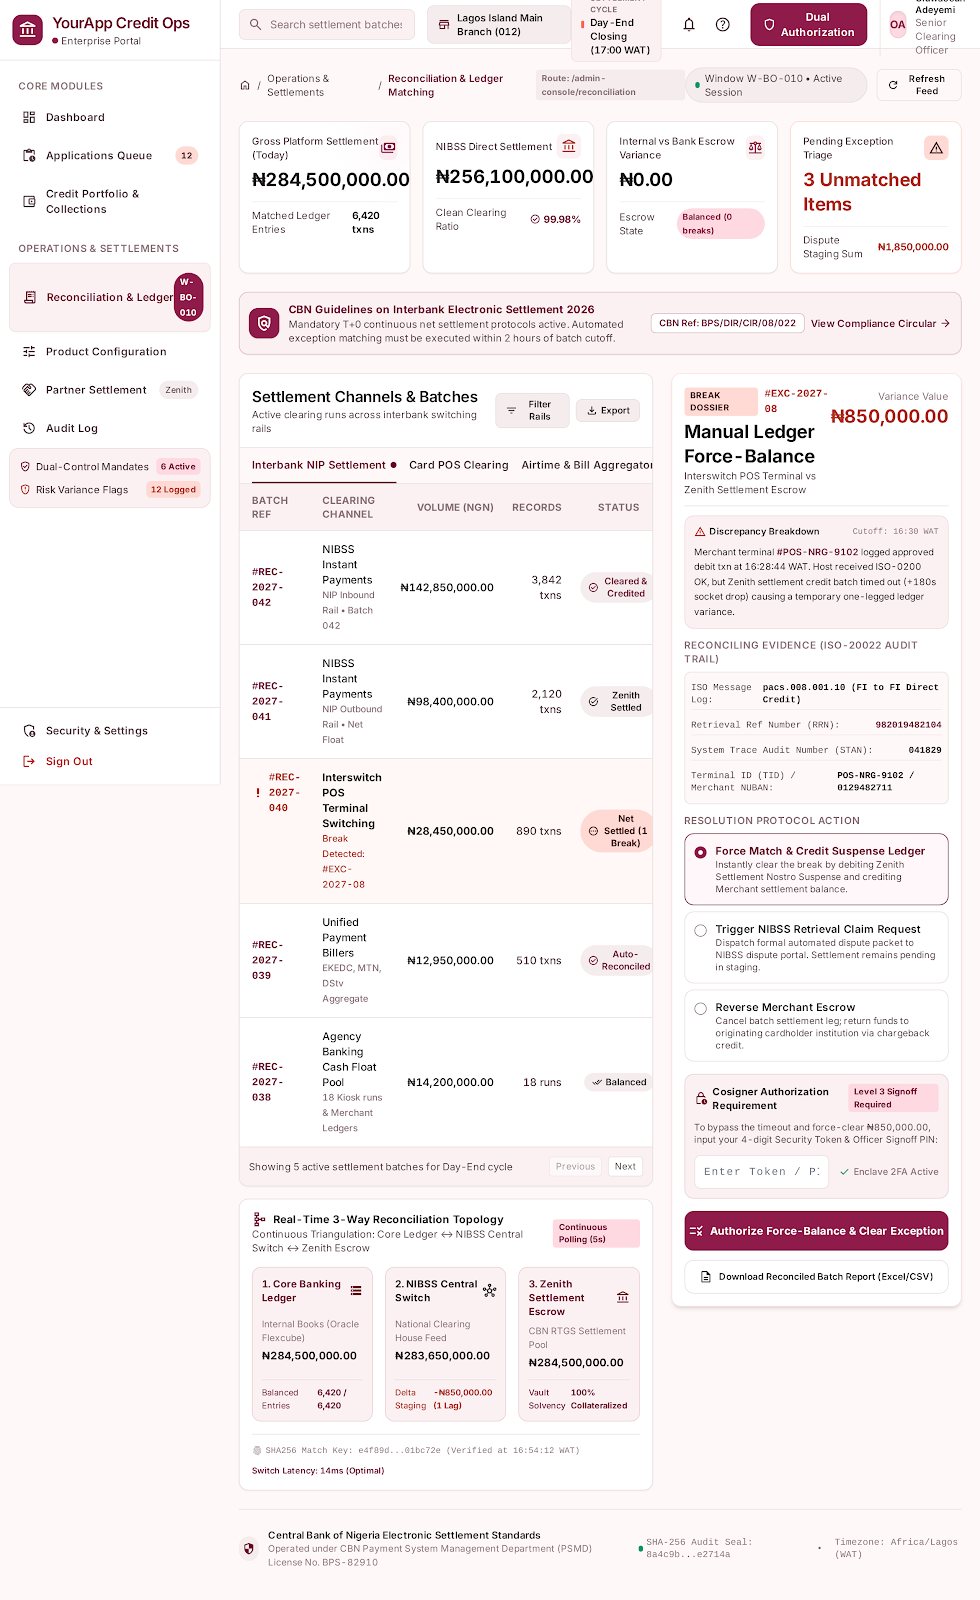 YourApp Credit Ops
Enterprise Portal
CORE MODULES
Dashboard
Applications Queue
12
Credit Portfolio &
Collections
OPERATIONS & SETTLEMENTS
Reconciliation & Ledger
W-
BO-
010
Product Configuration
Partner Settlement
Zenith
Audit Log
Dual-Control Mandates
6 Active
Risk Variance Flags
12 Logged
Security & Settings
Sign Out
Search settlement batches
Lagos Island Main
Branch (012)
CYCLE
Day-End
Closing
(17:00 WAT)
Dual
Authorization
OA
Adeyemi
Senior
Clearing
Officer
/ Operations &
Settlements
/ Reconciliation & Ledger
Matching
Route: /admin-
console/reconciliation
Window W-BO-010 • Active
Session
Refresh
Feed
Gross Platform Settlement
(Today)
₦284,500,000.00
Matched Ledger
Entries
6,420
txns
NIBSS Direct Settlement
₦256,100,000.00
Clean Clearing
Ratio
99.98%
Internal vs Bank Escrow
Variance
₦0.00
Escrow
State
Balanced (0
breaks)
Pending Exception
Triage
3 Unmatched
Items
Dispute
Staging Sum
₦1,850,000.00
CBN Guidelines on Interbank Electronic Settlement 2026
Mandatory T+0 continuous net settlement protocols active. Automated
exception matching must be executed within 2 hours of batch cutoff.
CBN Ref: BPS/DIR/CIR/08/022
View Compliance Circular →
Settlement Channels & Batches
Active clearing runs across interbank switching
rails
Filter
Rails
Export
Interbank NIP Settlement
Card POS Clearing
Airtime & Bill Aggregator
BATCH
REF
CLEARING
CHANNEL
VOLUME (NGN)
RECORDS
STATUS
#REC-
2027-
042
NIBSS
Instant
Payments
NIP Inbound
Rail • Batch
042
₦142,850,000.00
3,842
txns
Cleared &
Credited
#REC-
2027-
041
NIBSS
Instant
Payments
NIP Outbound
Rail • Net
Float
₦98,400,000.00
2,120
txns
Zenith
Settled
#REC-
2027-
040
Interswitch
POS
Terminal
Switching
Break
Detected:
#EXC-
2027-08
₦28,450,000.00
890 txns
Net
Settled (1
Break)
#REC-
2027-
039
Unified
Payment
Billers
EKEDC, MTN,
DStv
Aggregate
₦12,950,000.00
510 txns
Auto-
Reconciled
#REC-
2027-
038
Agency
Banking
Cash Float
Pool
18 Kiosk runs
& Merchant
Ledgers
₦14,200,000.00
18 runs
Balanced
Showing 5 active settlement batches for Day-End cycle
Previous
Next
Real-Time 3-Way Reconciliation Topology
Continuous Triangulation: Core Ledger ↔ NIBSS Central
Switch ↔ Zenith Escrow
Continuous
Polling (5s)
1. Core Banking
Ledger
Internal Books (Oracle
Flexcube)
₦284,500,000.00
Balanced
Entries
6,420 /
6,420
2. NIBSS Central
Switch
National Clearing
House Feed
₦283,650,000.00
Delta
Staging
-₦850,000.00
(1 Lag)
3. Zenith
Settlement
Escrow
CBN RTGS Settlement
Pool
₦284,500,000.00
Vault
Solvency
100%
Collateralized
SHA256 Match Key: e4f89d...01bc72e (Verified at 16:54:12 WAT)
Switch Latency: 14ms (Optimal)
BREAK
DOSSIER
#EXC-2027-
08
Manual Ledger
Force-Balance
Interswitch POS Terminal vs
Zenith Settlement Escrow
Variance Value
₦850,000.00
Discrepancy Breakdown
Cutoff: 16:30 WAT
Merchant terminal #POS-NRG-9102 logged approved
debit txn at 16:28:44 WAT. Host received ISO-0200
OK, but Zenith settlement credit batch timed out (+180s
socket drop) causing a temporary one-legged ledger
variance.
RECONCILING EVIDENCE (ISO-20022 AUDIT
TRAIL)
ISO Message
Log:
pacs.008.001.10 (FI to FI Direct
Credit)
Retrieval Ref Number (RRN):
982019482104
System Trace Audit Number (STAN):
041829
Terminal ID (TID) /
Merchant NUBAN:
POS-NRG-9102 /
0129482711
RESOLUTION PROTOCOL ACTION
Force Match & Credit Suspense Ledger
Instantly clear the break by debiting Zenith
Settlement Nostro Suspense and crediting
Merchant settlement balance.
Trigger NIBSS Retrieval Claim Request
Dispatch formal automated dispute packet to
NIBSS dispute portal. Settlement remains pending
in staging.
Reverse Merchant Escrow
Cancel batch settlement leg; return funds to
originating cardholder institution via chargeback
credit.
Cosigner Authorization
Requirement
Level 3 Signoff
Required
To bypass the timeout and force-clear ₦850,000.00,
input your 4-digit Security Token & Officer Signoff PIN:
Enter Token / P
Enclave 2FA Active
Authorize Force-Balance & Clear Exception
Download Reconciled Batch Report (Excel/CSV)
Central Bank of Nigeria Electronic Settlement Standards
Operated under CBN Payment System Management Department (PSMD)
License No. BPS-82910
SHA-256 Audit Seal:
8a4c9b...e2714a
•
Timezone: Africa/Lagos
(WAT)